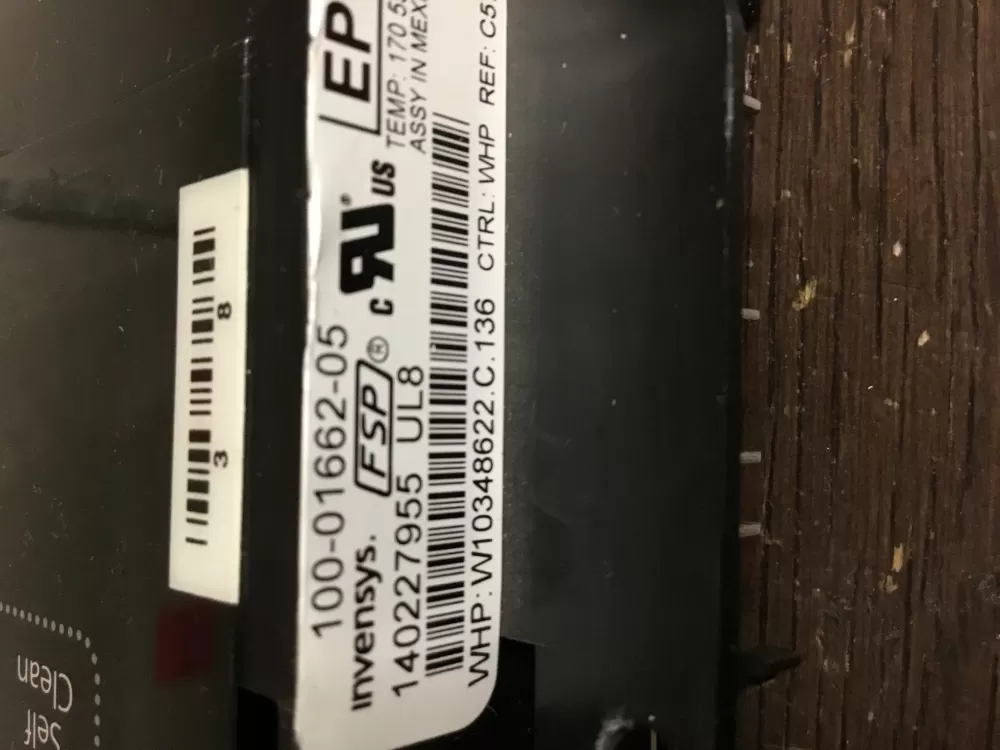 100-01662-05
invensys. FSP® c RU US
EP
TEMP: 170
140227955 UL8
ASSY IN MEX
WHP: W10348622.C.136 CTRL: WHP REF: C5
3 8
Self
Clean